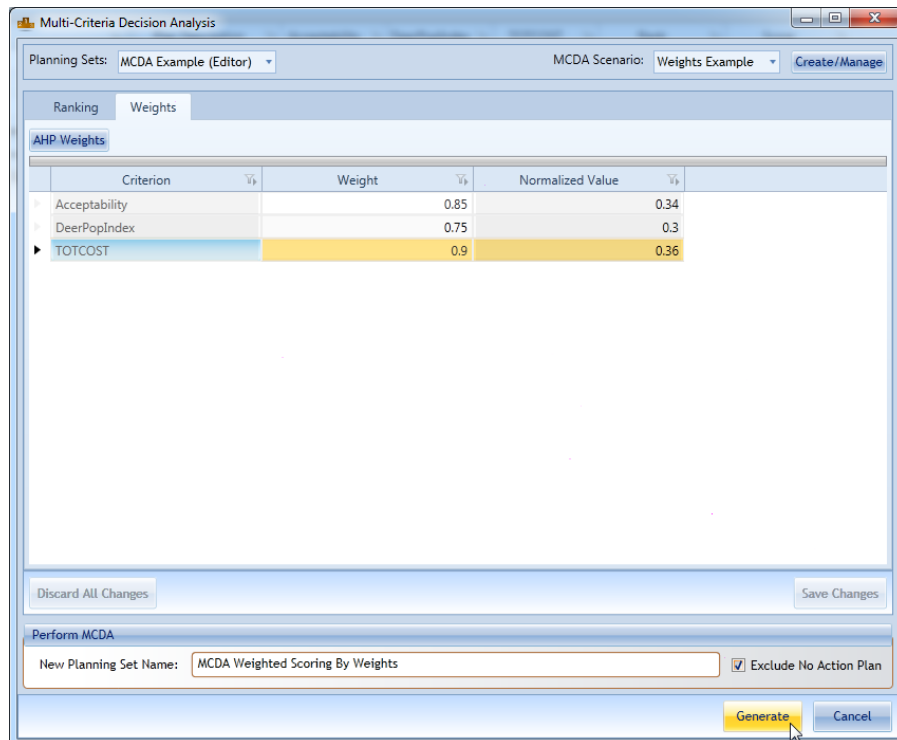 Multi-Criteria Decision Analysis
Planning Sets: MCDA Example (Editor) MCDA Scenario: Weights Example Create/Manage
Ranking Weights
AHP Weights
Criterion Weight Normalized Value
Acceptability 0.85 0.34
DeerPopIndex 0.75 0.3
TOTCOST 0.9 0.36
Discard All Changes Save Changes
Perform MCDA
New Planning Set Name: MCDA Weighted Scoring By Weights Exclude No Action Plan
Generate Cancel